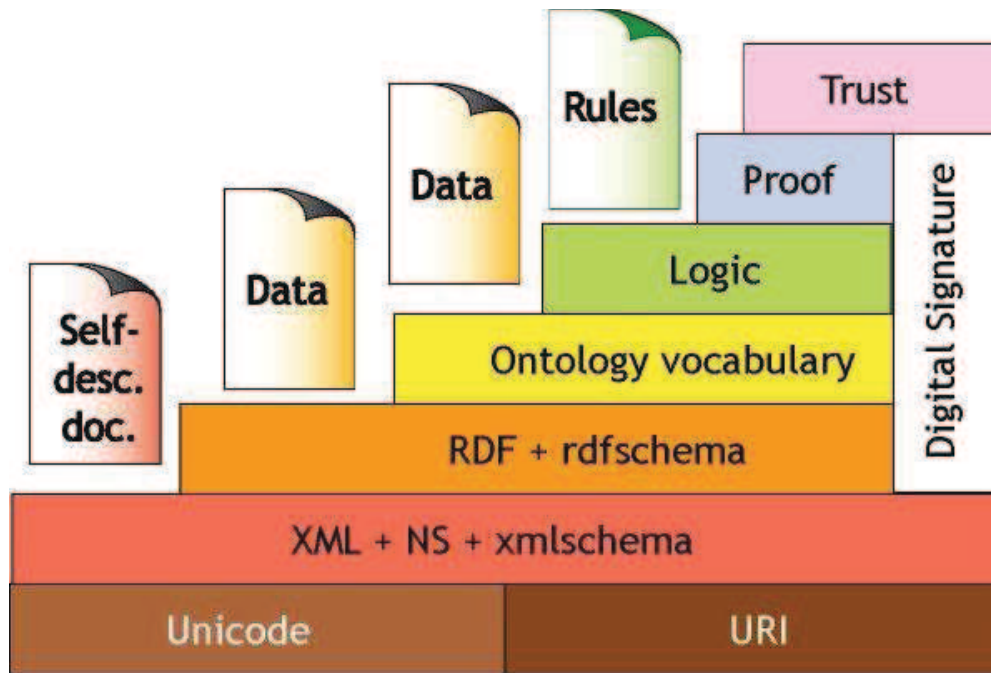 Trust
Rules
Proof
Data
Logic
Data
Digital Signature
Self-
desc.
doc.
Ontology vocabulary
RDF + rdfschema
XML + NS + xmlschema
Unicode
URI